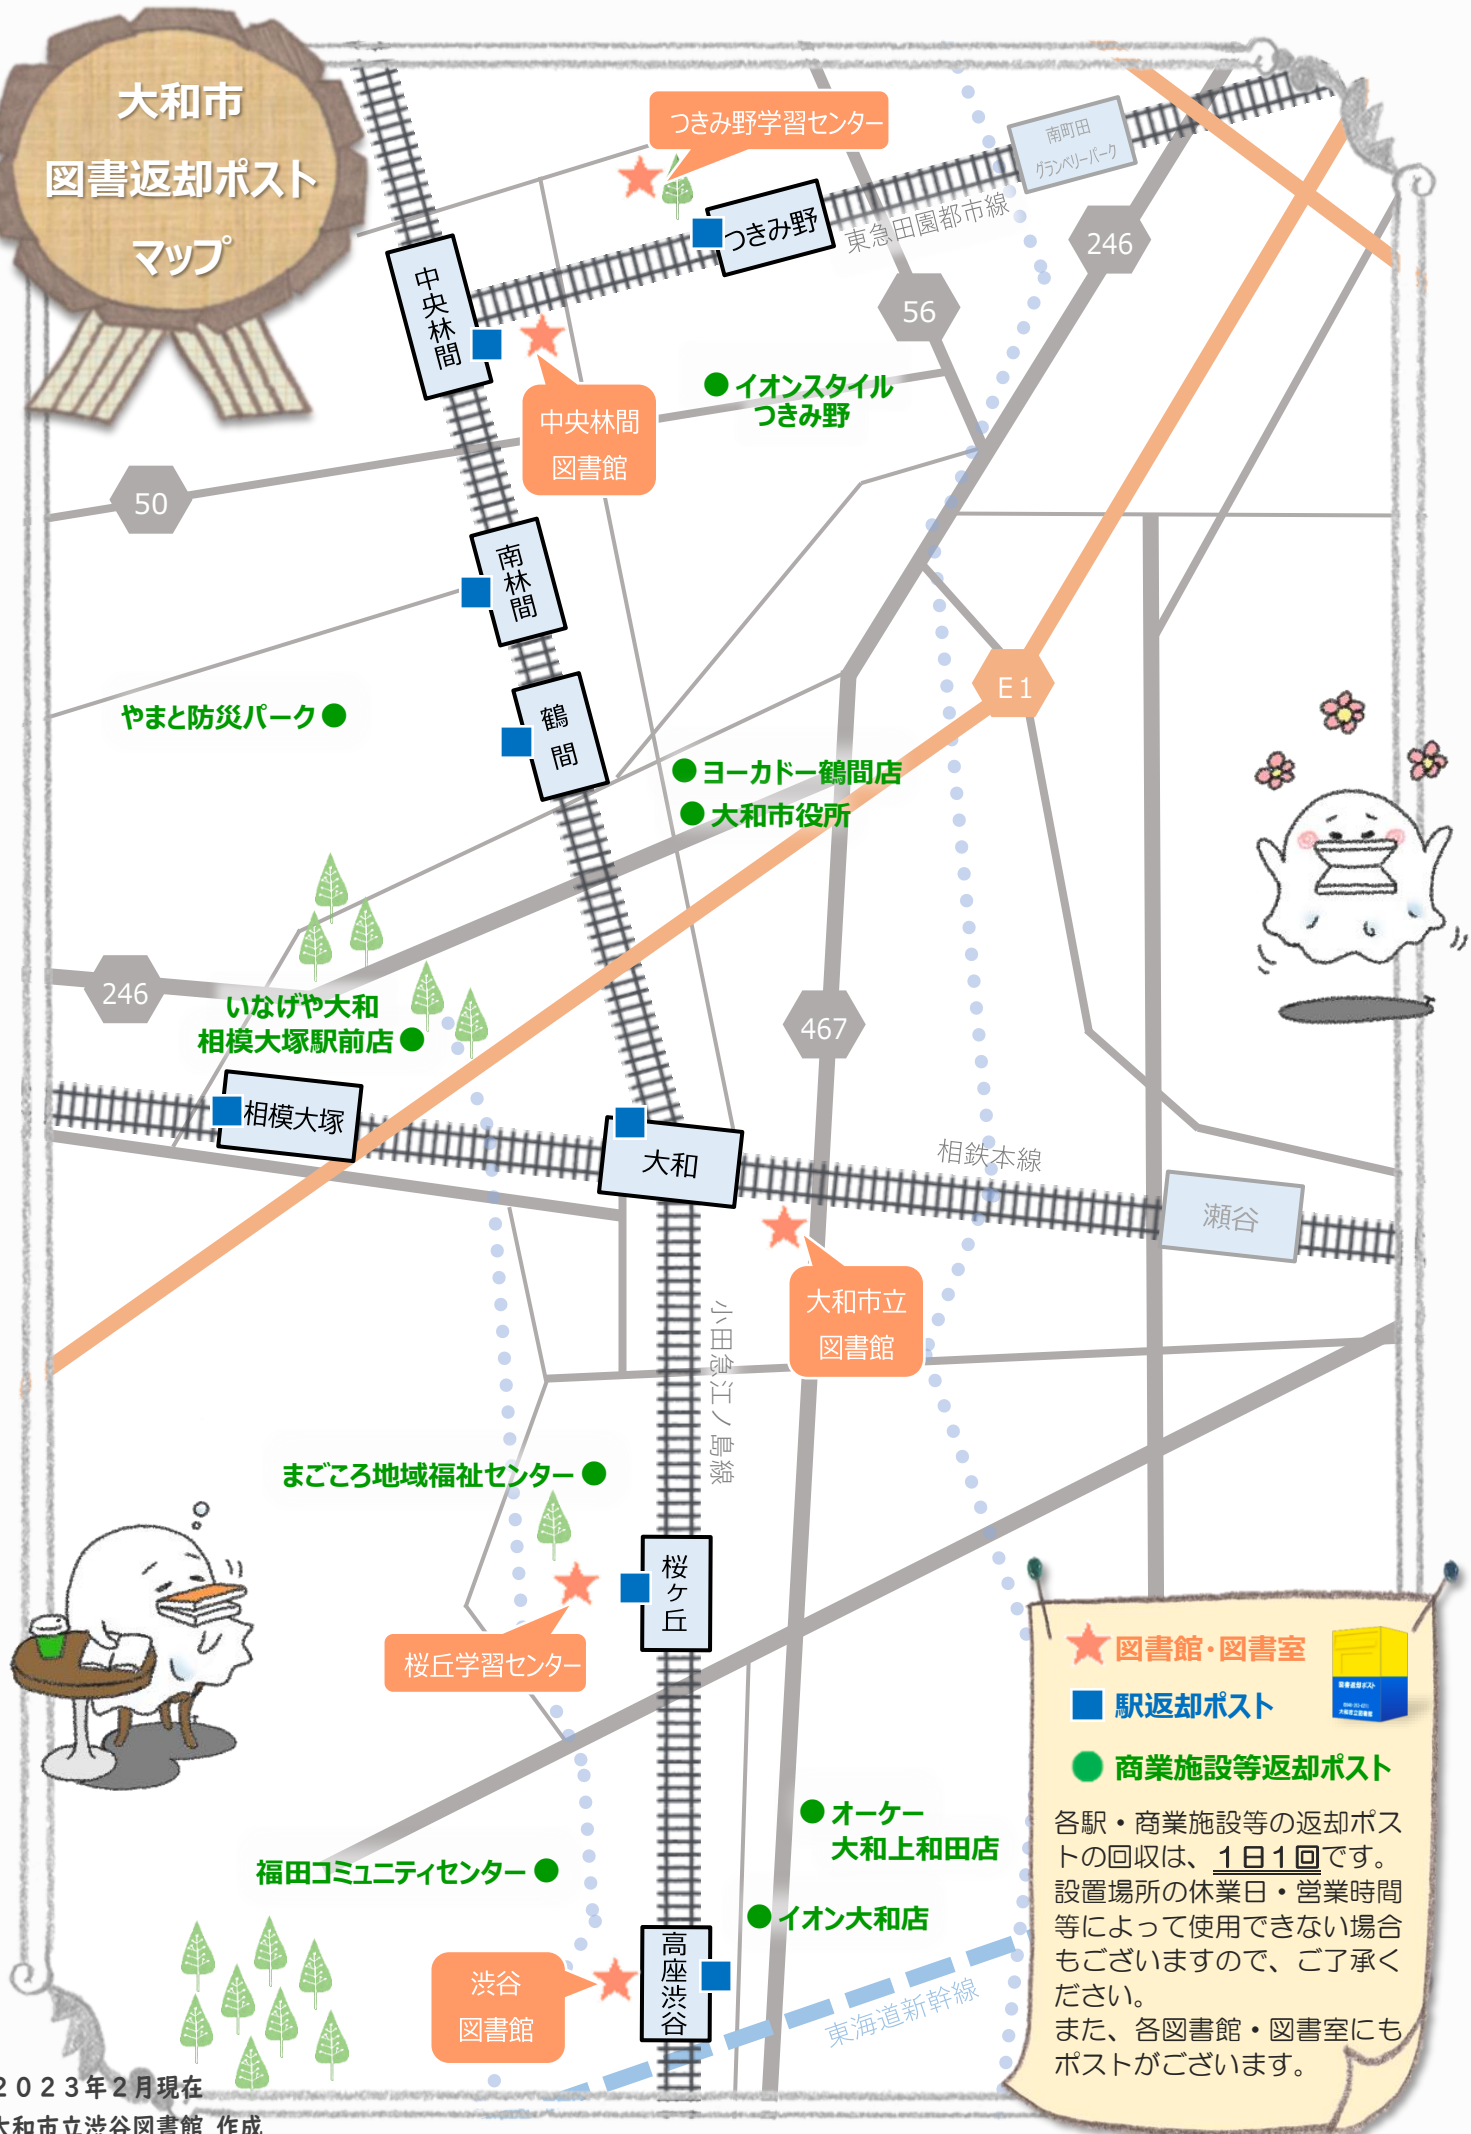 大和市
図書返却ポスト
マップ
つきみ野学習センター
南町田
グランベリーパーク
つきみ野
東急田園都市線
246
中央林間
56
イオンスタイル
つきみ野
中央林間
図書館
50
南林間
E1
やまと防災パーク
鶴間
ヨーカドー鶴間店
大和市役所
246
いなげや大和
相模大塚駅前店
467
相模大塚
大和
相鉄本線
瀬谷
大和市立
図書館
小田急江ノ島線
まごころ地域福祉センター
桜ヶ丘
桜丘学習センター
図書館・図書室
図書返却ポスト
大和市立図書館
駅返却ポスト
商業施設等返却ポスト
各駅・商業施設等の返却ポス
トの回収は、1日1回です。
設置場所の休業日・営業時間
等によって使用できない場合
もございますので、ご了承く
ださい。
また、各図書館・図書室にも
ポストがございます。
オーケー
大和上和田店
福田コミュニティセンター
イオン大和店
高座渋谷
渋谷
図書館
東海道新幹線
2023年2月現在
大和市立渋谷図書館 作成